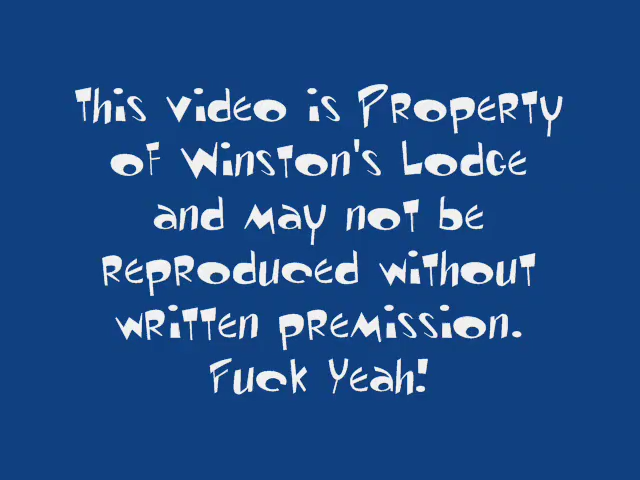 This video is Property
of Winston's Lodge
and may not be
reproduced without
written premission.
Fuck Yeah!